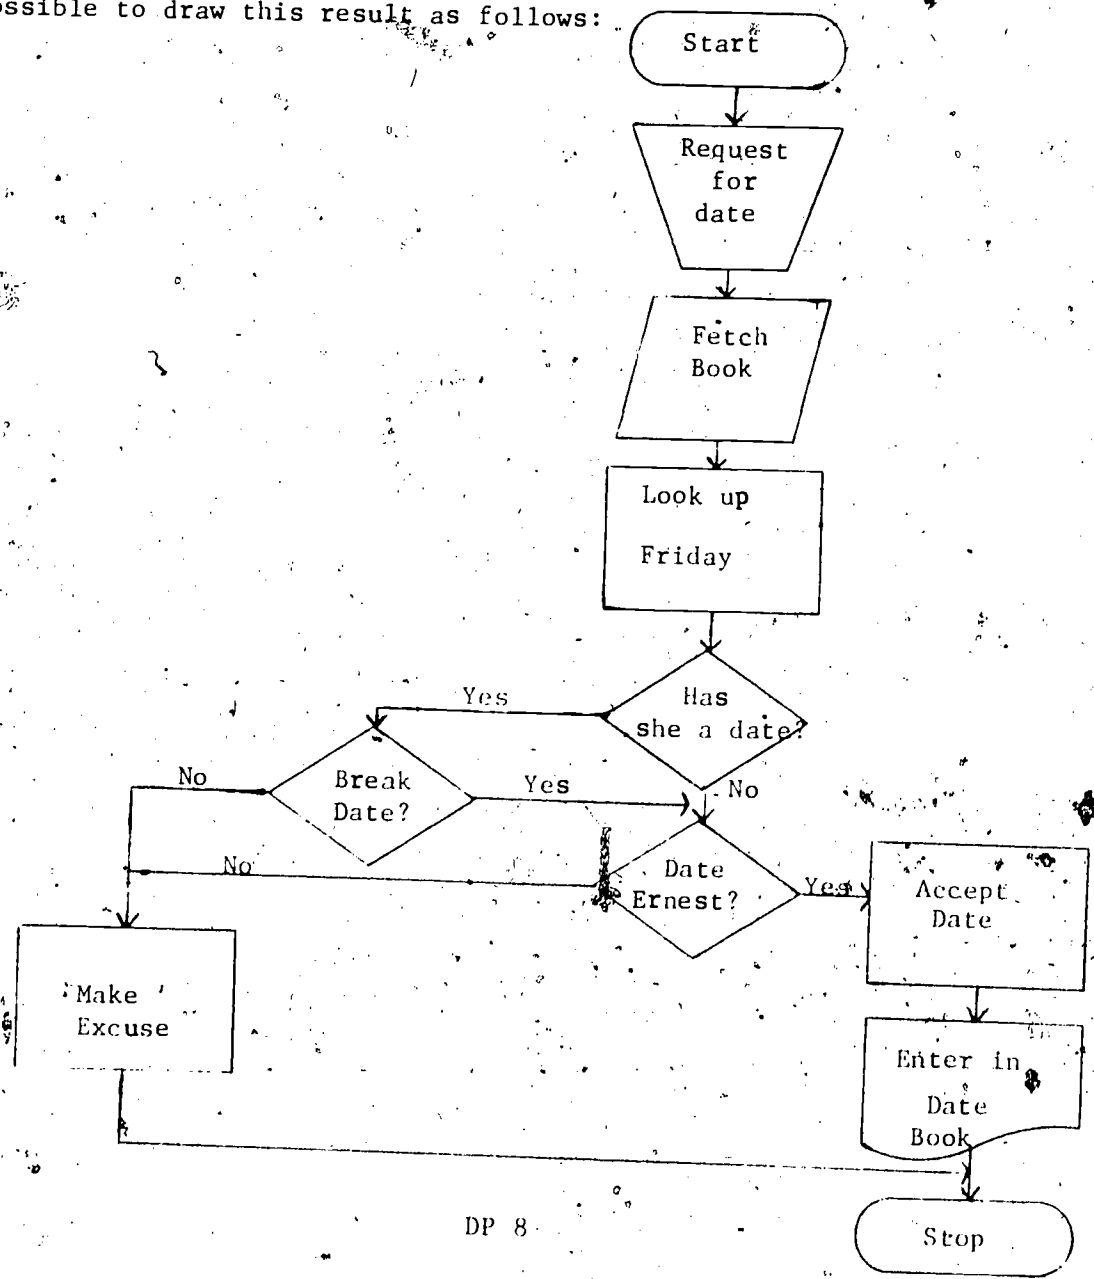 ossible to draw this result as follows:
Start
Request
for
date
Fetch
Book
Look up
Friday
Has
she a date?
Yes
No
Break
Date?
No
Yes
Date
Ernest?
No
Yes
Accept
Date
Make
Excuse
Enter in
Date
Book
Stop
DP 8